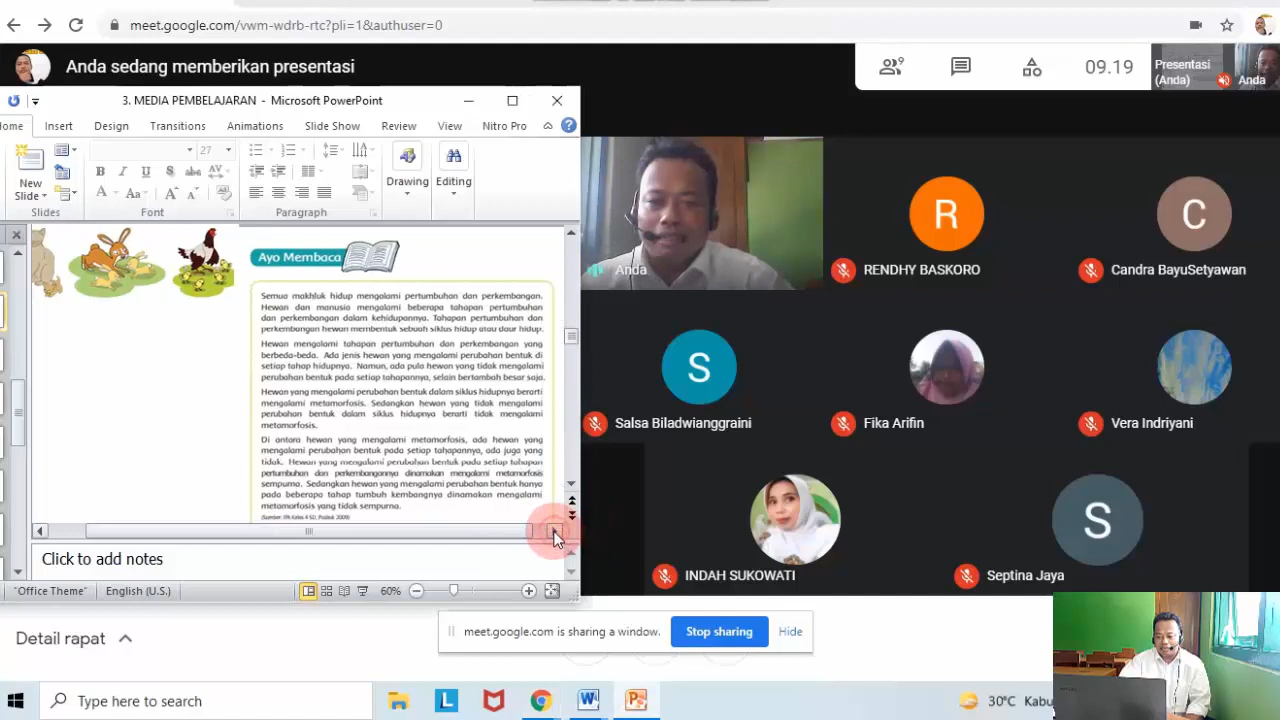 meet.google.com/vwm-wdrb-rtc?pli=1&authuser=0
Anda sedang memberikan presentasi
9
09.19
Presentasi
(Anda)
Anda
3. MEDIA PEMBELAJARAN - Microsoft PowerPoint
Home Insert Design Transitions Animations Slide Show Review View Nitro Pro
27
New
Slide
Drawing
Editing
Slides Font Paragraph
Ayo Membaca
Semua makhluk hidup mengalami pertumbuhan dan perkembangan.
Hewan dan manusia mengalami beberapa tahapan pertumbuhan
dan perkembangan dalam kehidupannya. Tahapan pertumbuhan dan
perkembangan hewan membentuk sebuah siklus hidup atau daur hidup.
Hewan mengalami tahapan pertumbuhan dan perkembangan yang
berbeda-beda. Ada jenis hewan yang mengalami perubahan bentuk di
setiap tahap hidupnya. Namun, ada pula hewan yang tidak mengalami
perubahan bentuk pada setiap tahapannya, selain bertambah besar saja.
Hewan yang mengalami perubahan bentuk dalam siklus hidupnya berarti
mengalami metamorfosis. Sedangkan hewan yang tidak mengalami
perubahan bentuk dalam siklus hidupnya berarti tidak mengalami
metamorfosis.
Di antara hewan yang mengalami metamorfosis, ada hewan yang
mengalami perubahan bentuk pada setiap tahapannya, ada juga yang
tidak. Hewan yang mengalami perubahan bentuk pada setiap tahapan
pertumbuhan dan perkembangannya dinamakan mengalami metamorfosis
sempurna. Sedangkan hewan yang mengalami perubahan bentuk hanya
pada beberapa tahap tumbuh kembangnya dinamakan mengalami
metamorfosis yang tidak sempurna.
(Sumber: IPA Kelas 4 SD, Pusbuk 2009)
Click to add notes
"Office Theme" English (U.S.) 60%
Anda
R
RENDHY BASKORO
C
Candra BayuSetyawan
S
Salsa Biladwianggraini
Fika Arifin
Vera Indriyani
INDAH SUKOWATI
S
Septina Jaya
meet.google.com is sharing a window. Stop sharing Hide
Detail rapat
Type here to search
30°C Kabu